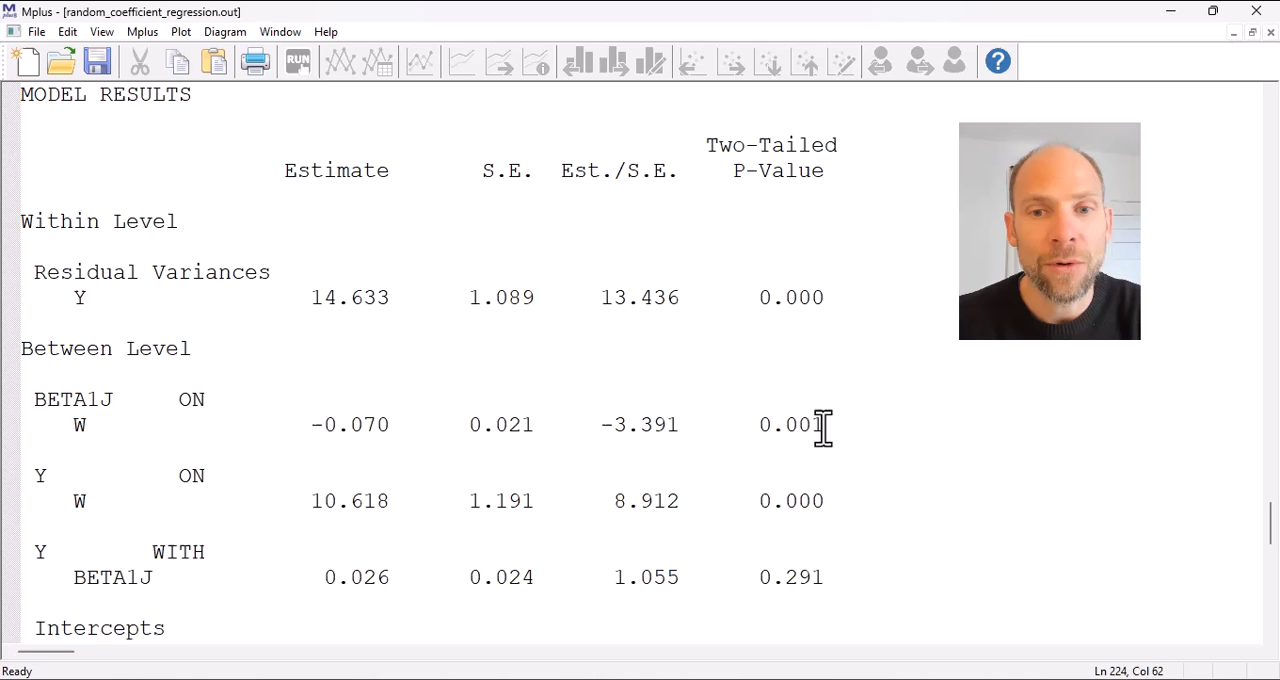 Mplus - [random_coefficient_regression.out]
File Edit View Mplus Plot Diagram Window Help
RUN
MODEL RESULTS
Two-Tailed
Estimate S.E. Est./S.E. P-Value
Within Level
Residual Variances
Y 14.633 1.089 13.436 0.000
Between Level
BETA1J ON
W -0.070 0.021 -3.391 0.001
Y ON
W 10.618 1.191 8.912 0.000
Y WITH
BETA1J 0.026 0.024 1.055 0.291
Intercepts
Ready Ln 224, Col 62